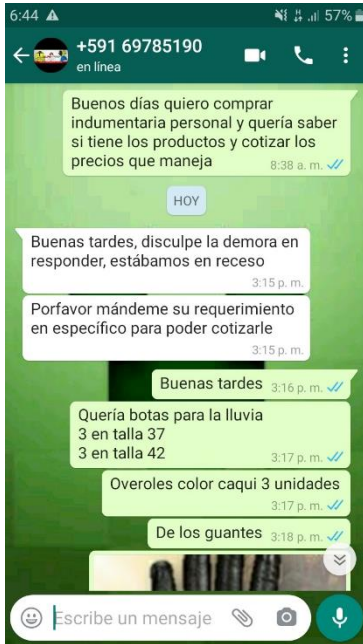 6:44 57%
+591 69785190
en línea
Buenos días quiero comprar
indumentaria personal y quería saber
si tiene los productos y cotizar los
precios que maneja 8:38 a. m.
HOY
Buenas tardes, disculpe la demora en
responder, estábamos en receso
3:15 p. m.
Porfavor mándeme su requerimiento
en específico para poder cotizarle
3:15 p. m.
Buenas tardes 3:16 p. m.
Quería botas para la lluvia
3 en talla 37
3 en talla 42 3:17 p. m.
Overoles color caqui 3 unidades
3:17 p. m.
De los guantes 3:18 p. m.
Escribe un mensaje